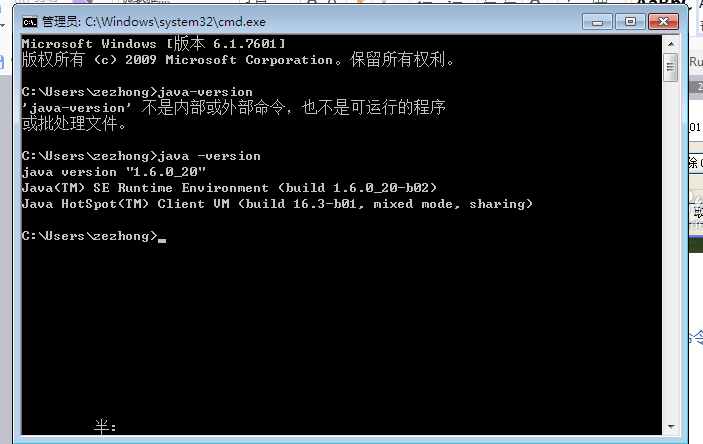 管理员: C:\Windows\system32\cmd.exe
Microsoft Windows [版本 6.1.7601]
版权所有 (c) 2009 Microsoft Corporation。保留所有权利。
C:\Users\zezhong>java-version
'java-version' 不是内部或外部命令，也不是可运行的程序
或批处理文件。
C:\Users\zezhong>java -version
java version "1.6.0_20"
Java(TM) SE Runtime Environment (build 1.6.0_20-b02)
Java HotSpot(TM) Client VM (build 16.3-b01, mixed mode, sharing)
C:\Users\zezhong>_
半: